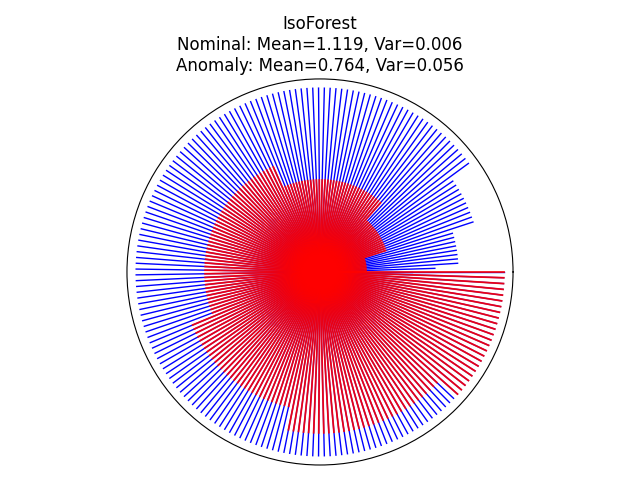 IsoForest
Nominal: Mean=1.119, Var=0.006
Anomaly: Mean=0.764, Var=0.056